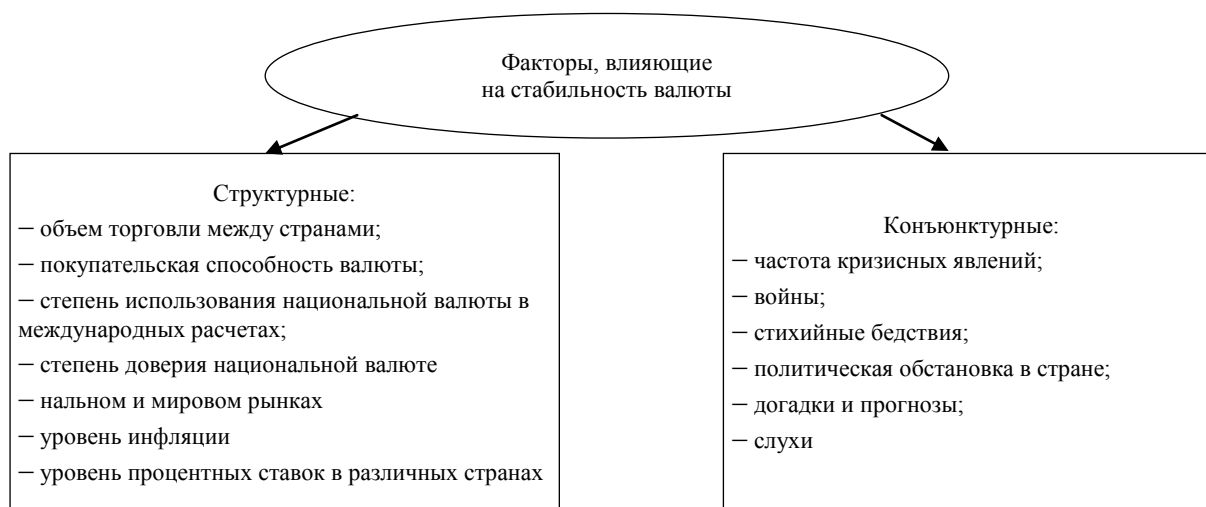 Факторы, влияющие
на стабильность валюты
Структурные:
– объем торговли между странами;
– покупательская способность валюты;
– степень использования национальной валюты в
международных расчетах;
– степень доверия национальной валюте
– нальном и мировом рынках
– уровень инфляции
– уровень процентных ставок в различных странах
Конъюнктурные:
– частота кризисных явлений;
– войны;
– стихийные бедствия;
– политическая обстановка в стране;
– догадки и прогнозы;
– слухи